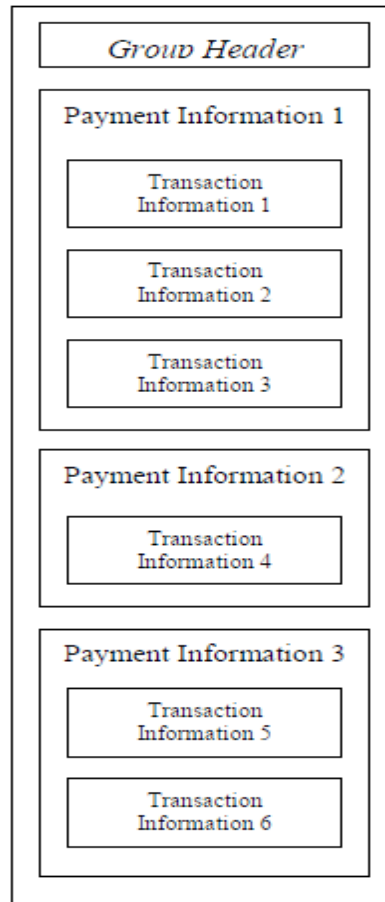 Group Header
Payment Information 1
Transaction
Information 1
Transaction
Information 2
Transaction
Information 3
Payment Information 2
Transaction
Information 4
Payment Information 3
Transaction
Information 5
Transaction
Information 6